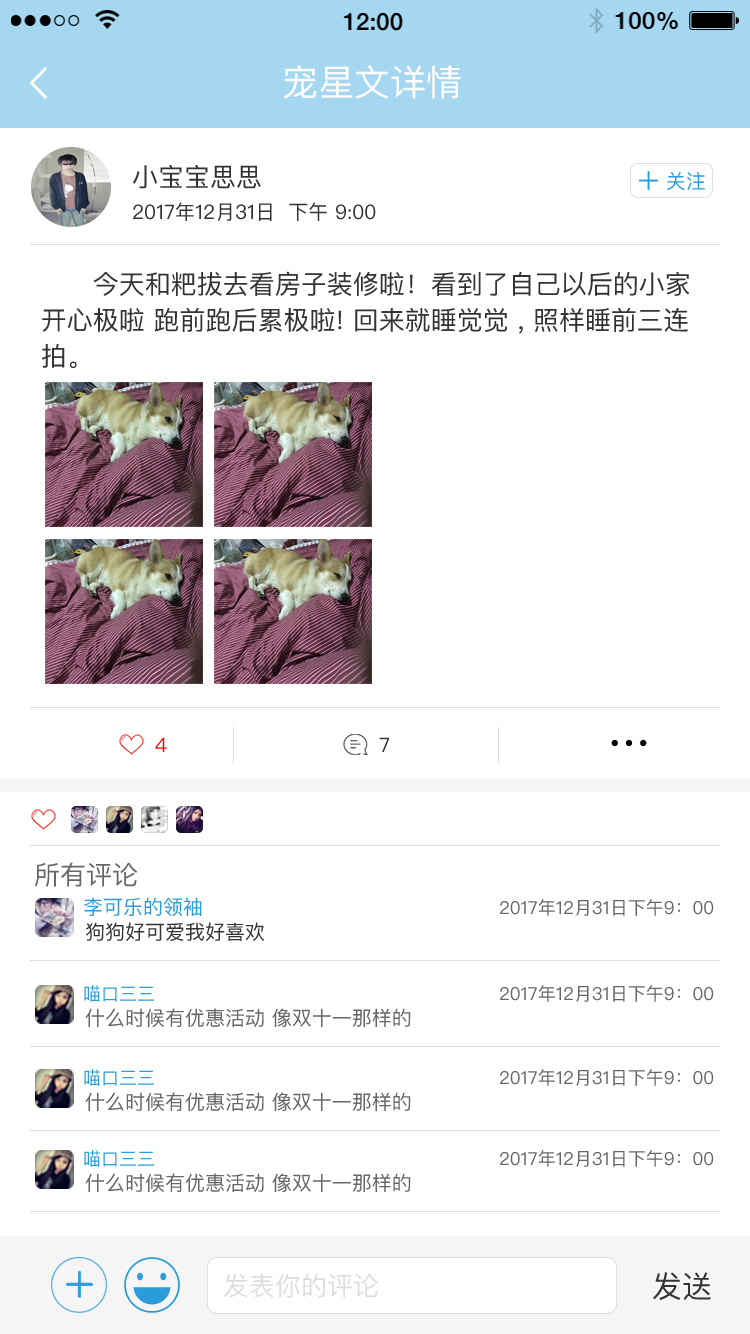 12:00
100%
宠星文详情
小宝宝思思
2017年12月31日 下午 9:00
关注
今天和粑拔去看房子装修啦！看到了自己以后的小家
开心极啦 跑前跑后累极啦! 回来就睡觉觉 , 照样睡前三连
拍。
4
7
所有评论
李可乐的领袖
2017年12月31日下午9：00
狗狗好可爱我好喜欢
喵口三三
2017年12月31日下午9：00
什么时候有优惠活动 像双十一那样的
喵口三三
2017年12月31日下午9：00
什么时候有优惠活动 像双十一那样的
喵口三三
2017年12月31日下午9：00
什么时候有优惠活动 像双十一那样的
发表你的评论
发送